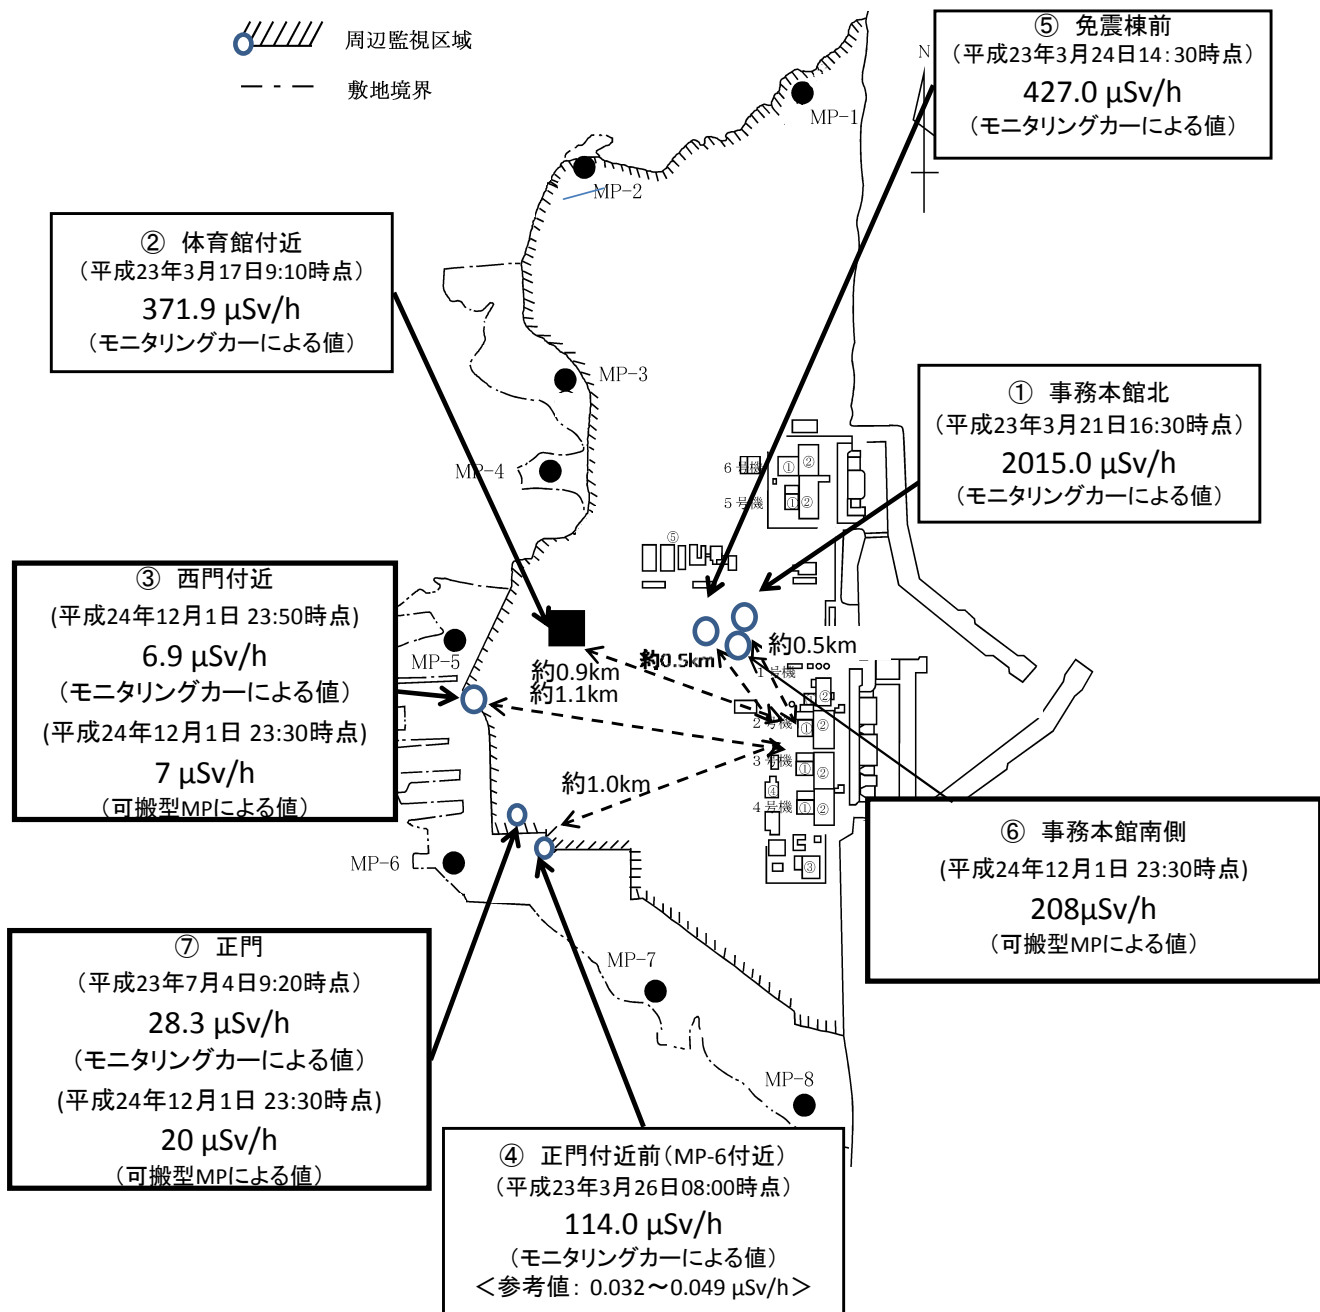 周辺監視区域
敷地境界
N
⑤ 免震棟前
（平成23年3月24日14:30時点）
427.0 μSv/h
（モニタリングカーによる値）
MP-1
MP-2
② 体育館付近
（平成23年3月17日9:10時点）
371.9 μSv/h
（モニタリングカーによる値）
MP-3
① 事務本館北
（平成23年3月21日16:30時点）
2015.0 μSv/h
（モニタリングカーによる値）
MP-4
6号機
①
②
5号機
①
②
⑤
③ 西門付近
(平成24年12月1日 23:50時点)
6.9 μSv/h
（モニタリングカーによる値）
(平成24年12月1日 23:30時点)
7 μSv/h
（可搬型MPによる値）
MP-5
約0.9km
約1.1km
約0.5km
約0.5km
1号機
②
2号機
①
②
3号機
①
②
④
4号機
①
②
③
約1.0km
MP-6
⑥ 事務本館南側
(平成24年12月1日 23:30時点)
208μSv/h
（可搬型MPによる値）
⑦ 正門
（平成23年7月4日9:20時点）
28.3 μSv/h
（モニタリングカーによる値）
(平成24年12月1日 23:30時点)
20 μSv/h
（可搬型MPによる値）
MP-7
MP-8
④ 正門付近前（MP-6付近）
（平成23年3月26日08:00時点）
114.0 μSv/h
（モニタリングカーによる値）
＜参考値：0.032～0.049 μSv/h＞